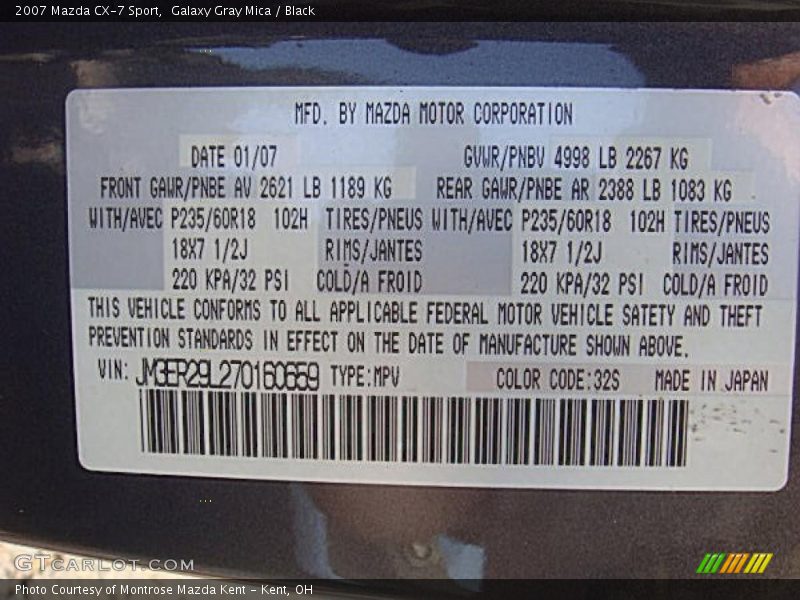 2007 Mazda CX-7 Sport,  Galaxy Gray Mica / Black
MFD. BY MAZDA MOTOR CORPORATION
DATE 01/07 GVWR/PNBV 4998 LB 2267 KG
FRONT GAWR/PNBE AV 2621 LB 1189 KG REAR GAWR/PNBE AR 2388 LB 1083 KG
WITH/AVEC P235/60R18 102H TIRES/PNEUS WITH/AVEC P235/60R18 102H TIRES/PNEUS
18X7 1/2J RIMS/JANTES 18X7 1/2J RIMS/JANTES
220 KPA/32 PSI COLD/A FROID 220 KPA/32 PSI COLD/A FROID
THIS VEHICLE CONFORMS TO ALL APPLICABLE FEDERAL MOTOR VEHICLE SAFETY AND THEFT
PREVENTION STANDARDS IN EFFECT ON THE DATE OF MANUFACTURE SHOWN ABOVE.
VIN: JM3ER29L270160659 TYPE:MPV COLOR CODE:32S MADE IN JAPAN
GTCARLOT.COM
Photo Courtesy of Montrose Mazda Kent - Kent, OH